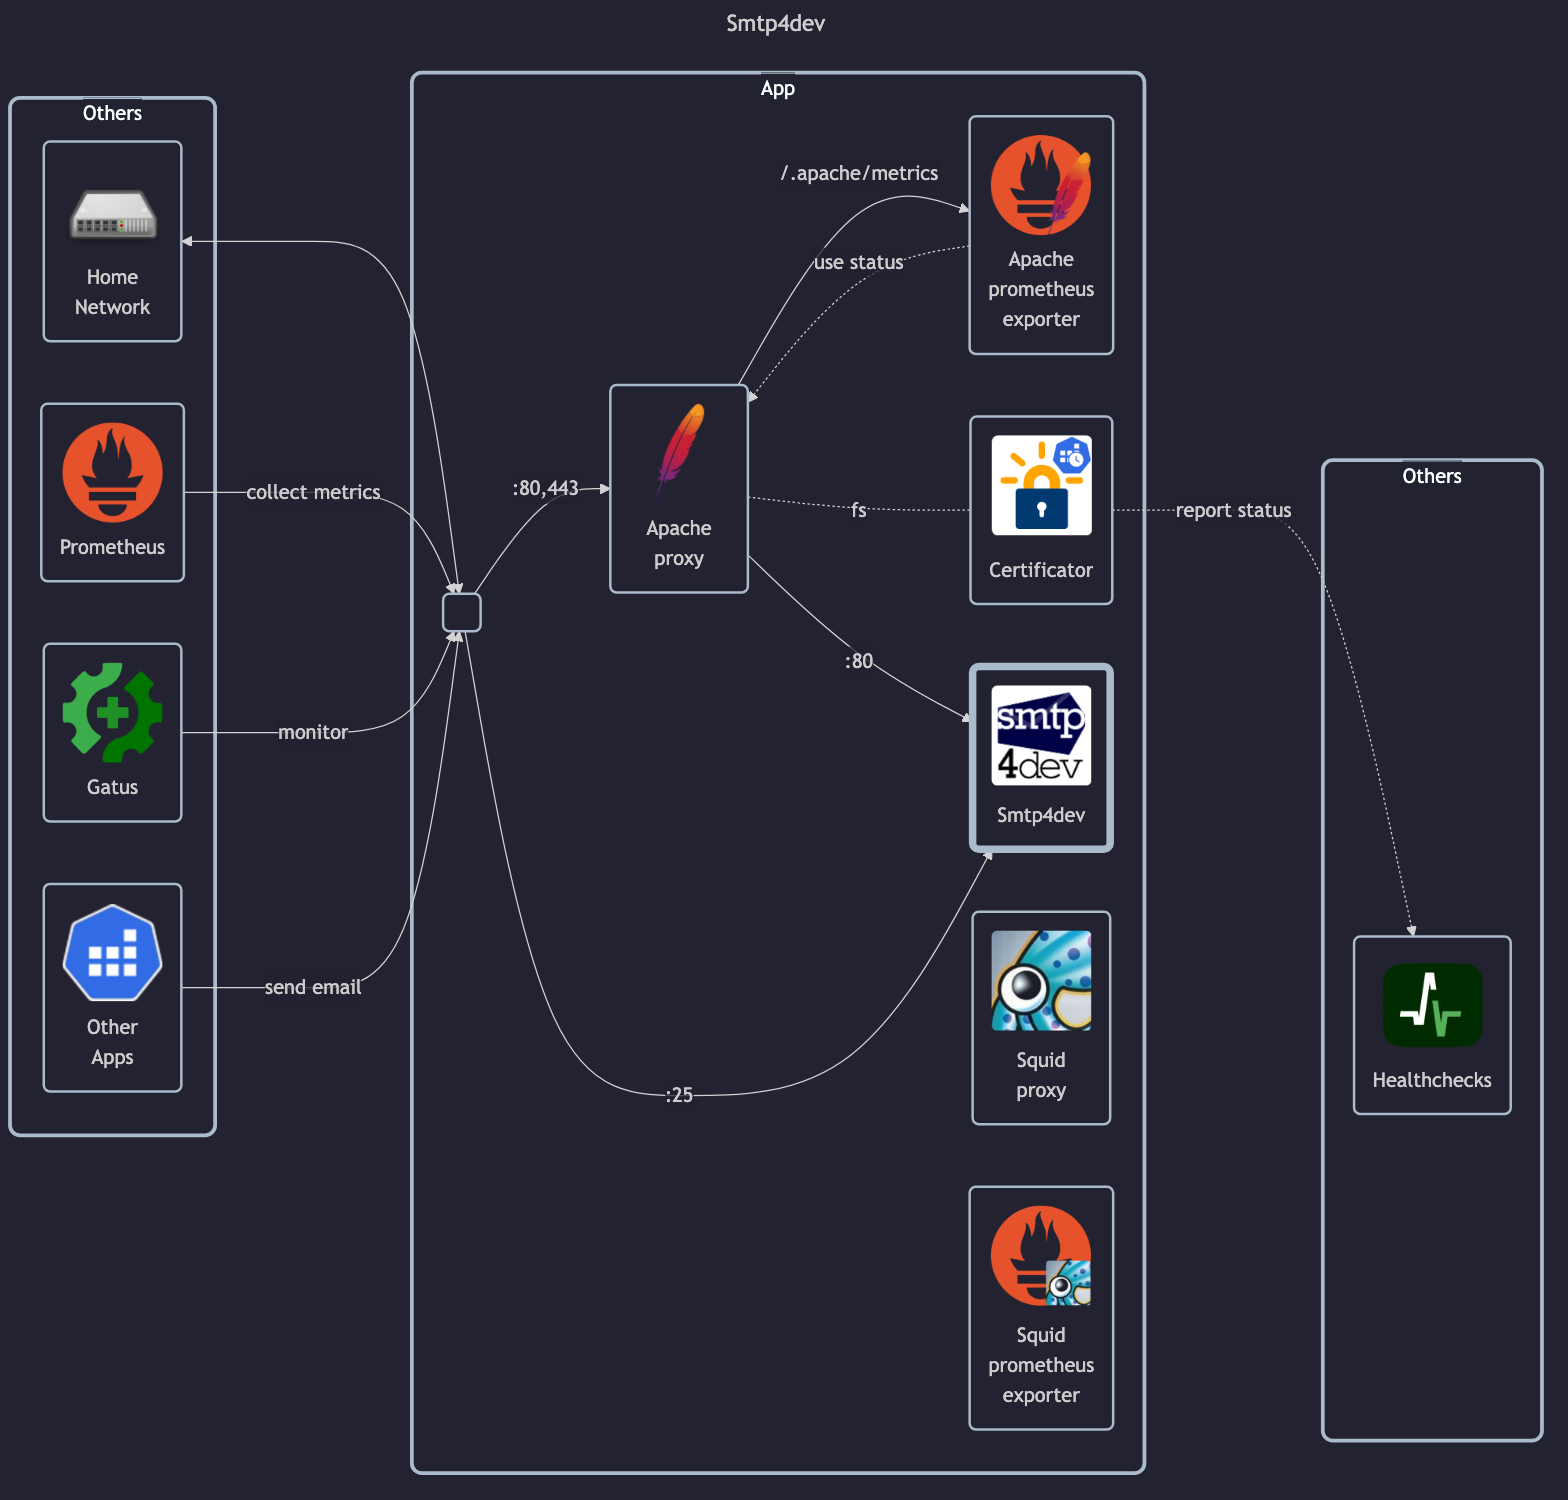 Smtp4dev
Others
Home
Network
Prometheus
Gatus
Other
Apps
collect metrics
monitor
send email
App
:80,443
Apache
proxy
/.apache/metrics
use status
fs
:80
:25
Apache
prometheus
exporter
Certificator
smtp
4dev
Smtp4dev
Squid
proxy
Squid
prometheus
exporter
report status
Others
Healthchecks